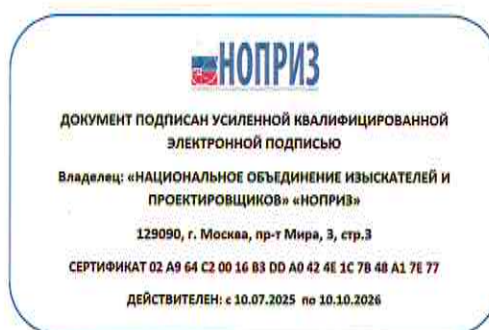 НОПРИЗ
ДОКУМЕНТ ПОДПИСАН УСИЛЕННОЙ КВАЛИФИЦИРОВАННОЙ
ЭЛЕКТРОННОЙ ПОДПИСЬЮ
Владелец: «НАЦИОНАЛЬНОЕ ОБЪЕДИНЕНИЕ ИЗЫСКАТЕЛЕЙ И
ПРОЕКТИРОВЩИКОВ» «НОПРИЗ»
129090, г. Москва, пр-т Мира, 3, стр.3
СЕРТИФИКАТ 02 A9 64 C2 00 16 B3 DD A0 42 4E 1C 7B 48 A1 7E 77
ДЕЙСТВИТЕЛЕН: с 10.07.2025 по 10.10.2026